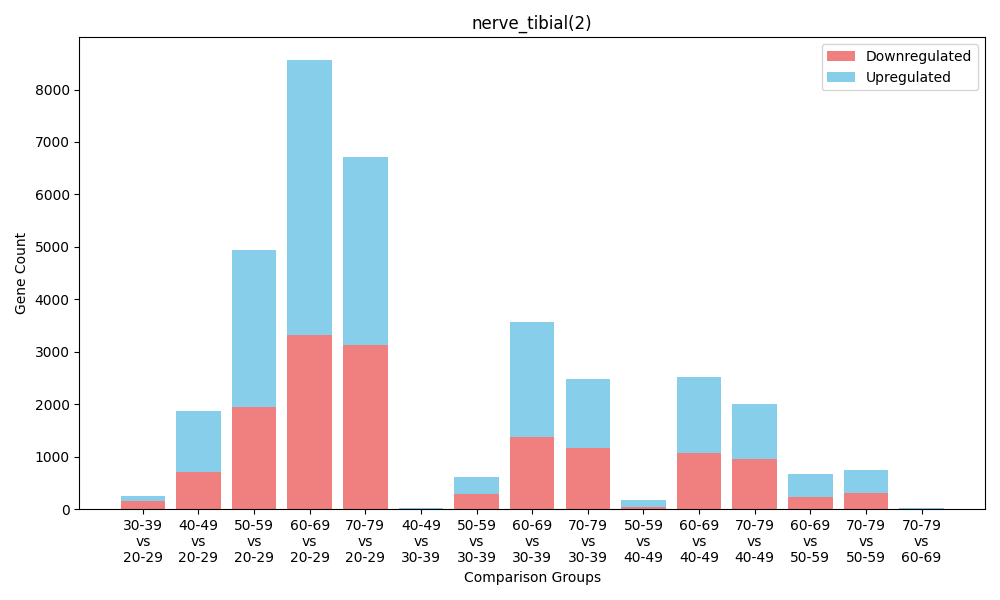 nerve_tibial(2)
Downregulated
Upregulated
Gene Count
8000
7000
6000
5000
4000
3000
2000
1000
0
30-39 vs 20-29
40-49 vs 20-29
50-59 vs 20-29
60-69 vs 20-29
70-79 vs 20-29
40-49 vs 30-39
50-59 vs 30-39
60-69 vs 30-39
70-79 vs 30-39
50-59 vs 40-49
60-69 vs 40-49
70-79 vs 40-49
60-69 vs 50-59
70-79 vs 50-59
70-79 vs 60-69
Comparison Groups